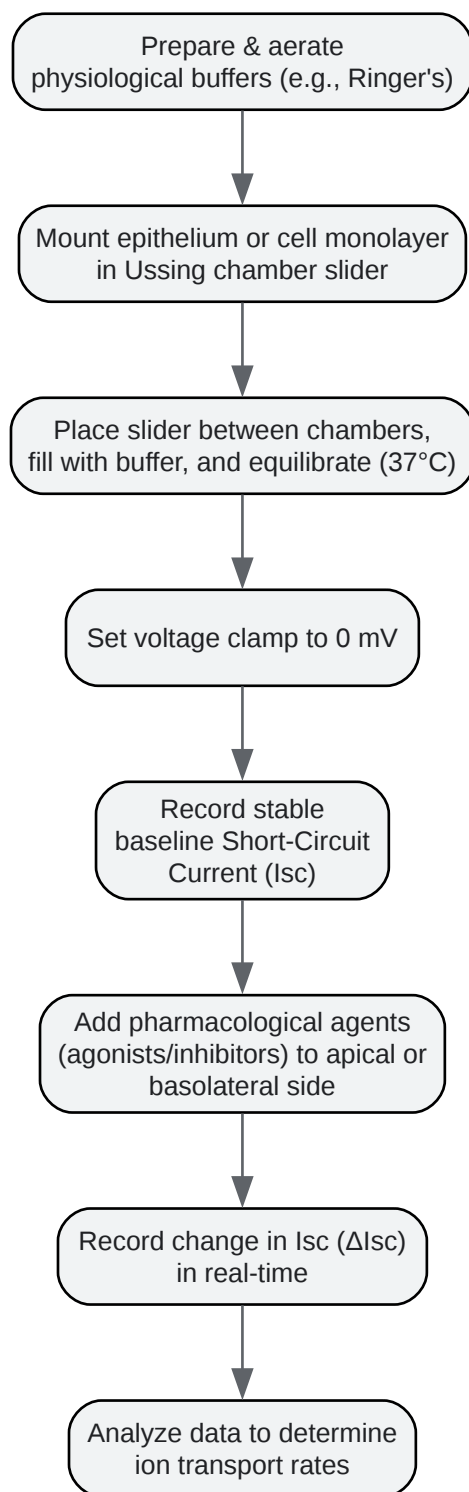 Prepare & aerate
physiological buffers (e.g., Ringer's)
Mount epithelium or cell monolayer
in Ussing chamber slider
Place slider between chambers,
fill with buffer, and equilibrate (37°C)
Set voltage clamp to 0 mV
Record stable
baseline Short-Circuit
Current (Isc)
Add pharmacological agents
(agonists/inhibitors) to apical or
basolateral side
Record change in Isc (ΔIsc)
in real-time
Analyze data to determine
ion transport rates